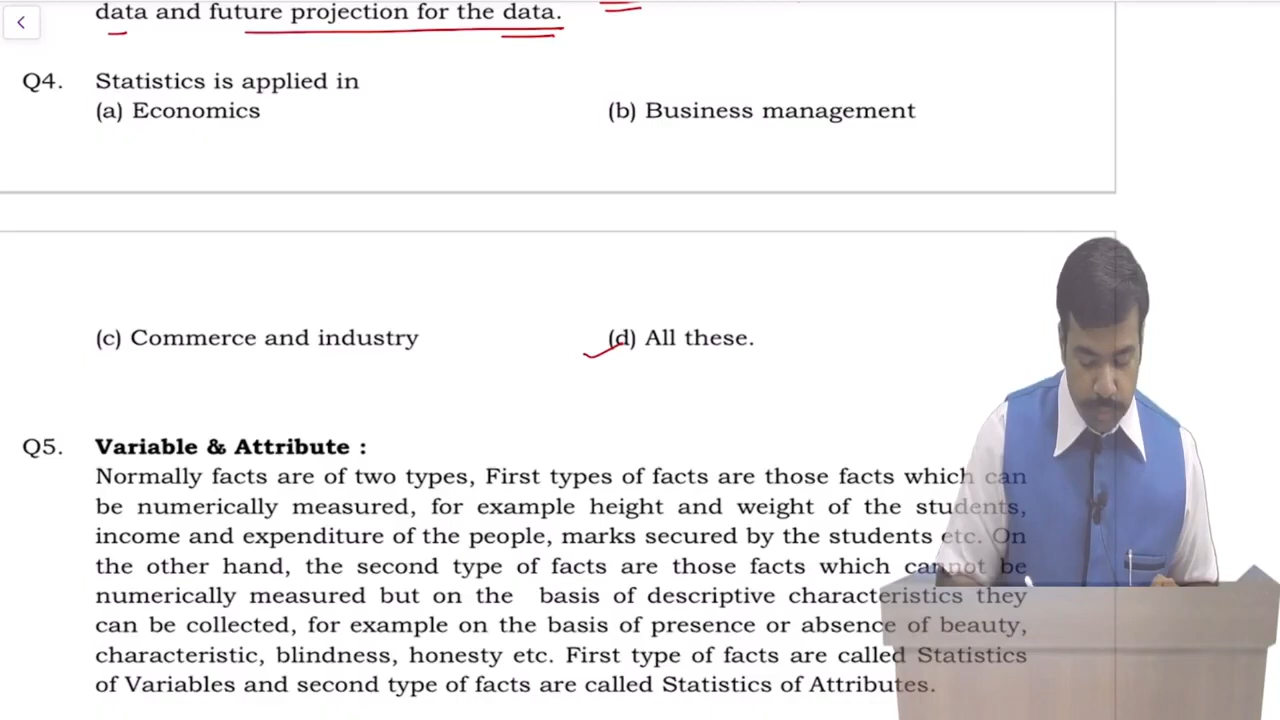 data and future projection for the data.
Q4. Statistics is applied in
(a) Economics (b) Business management
(c) Commerce and industry (d) All these.
Q5. Variable & Attribute :
Normally facts are of two types, First types of facts are those facts which can
be numerically measured, for example height and weight of the students,
income and expenditure of the people, marks secured by the students etc. On
the other hand, the second type of facts are those facts which cannot be
numerically measured but on the basis of descriptive characteristics they
can be collected, for example on the basis of presence or absence of beauty,
characteristic, blindness, honesty etc. First type of facts are called Statistics
of Variables and second type of facts are called Statistics of Attributes.